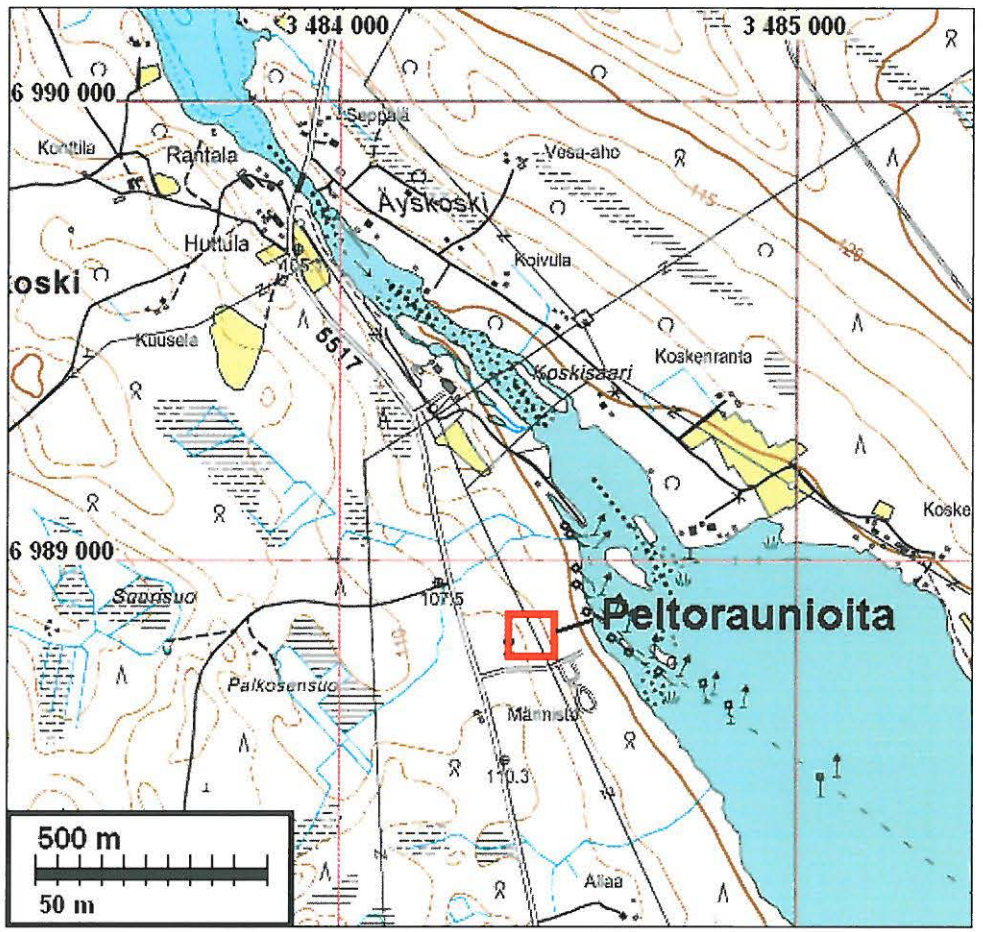 3 484 000
3 485 000
6 990 000
Seppälä
Konttila
Rantala
Vesa-aho
Äyskoski
115
Huttula
Koivula
120
oski
Kuusela
5517
Koskenranta
Koskisaari
Koske
6 989 000
107.5
Suurisuo
Peltoraunioita
110
Palkosensuo
Männistö
110.3
500 m
50 m
Allaa